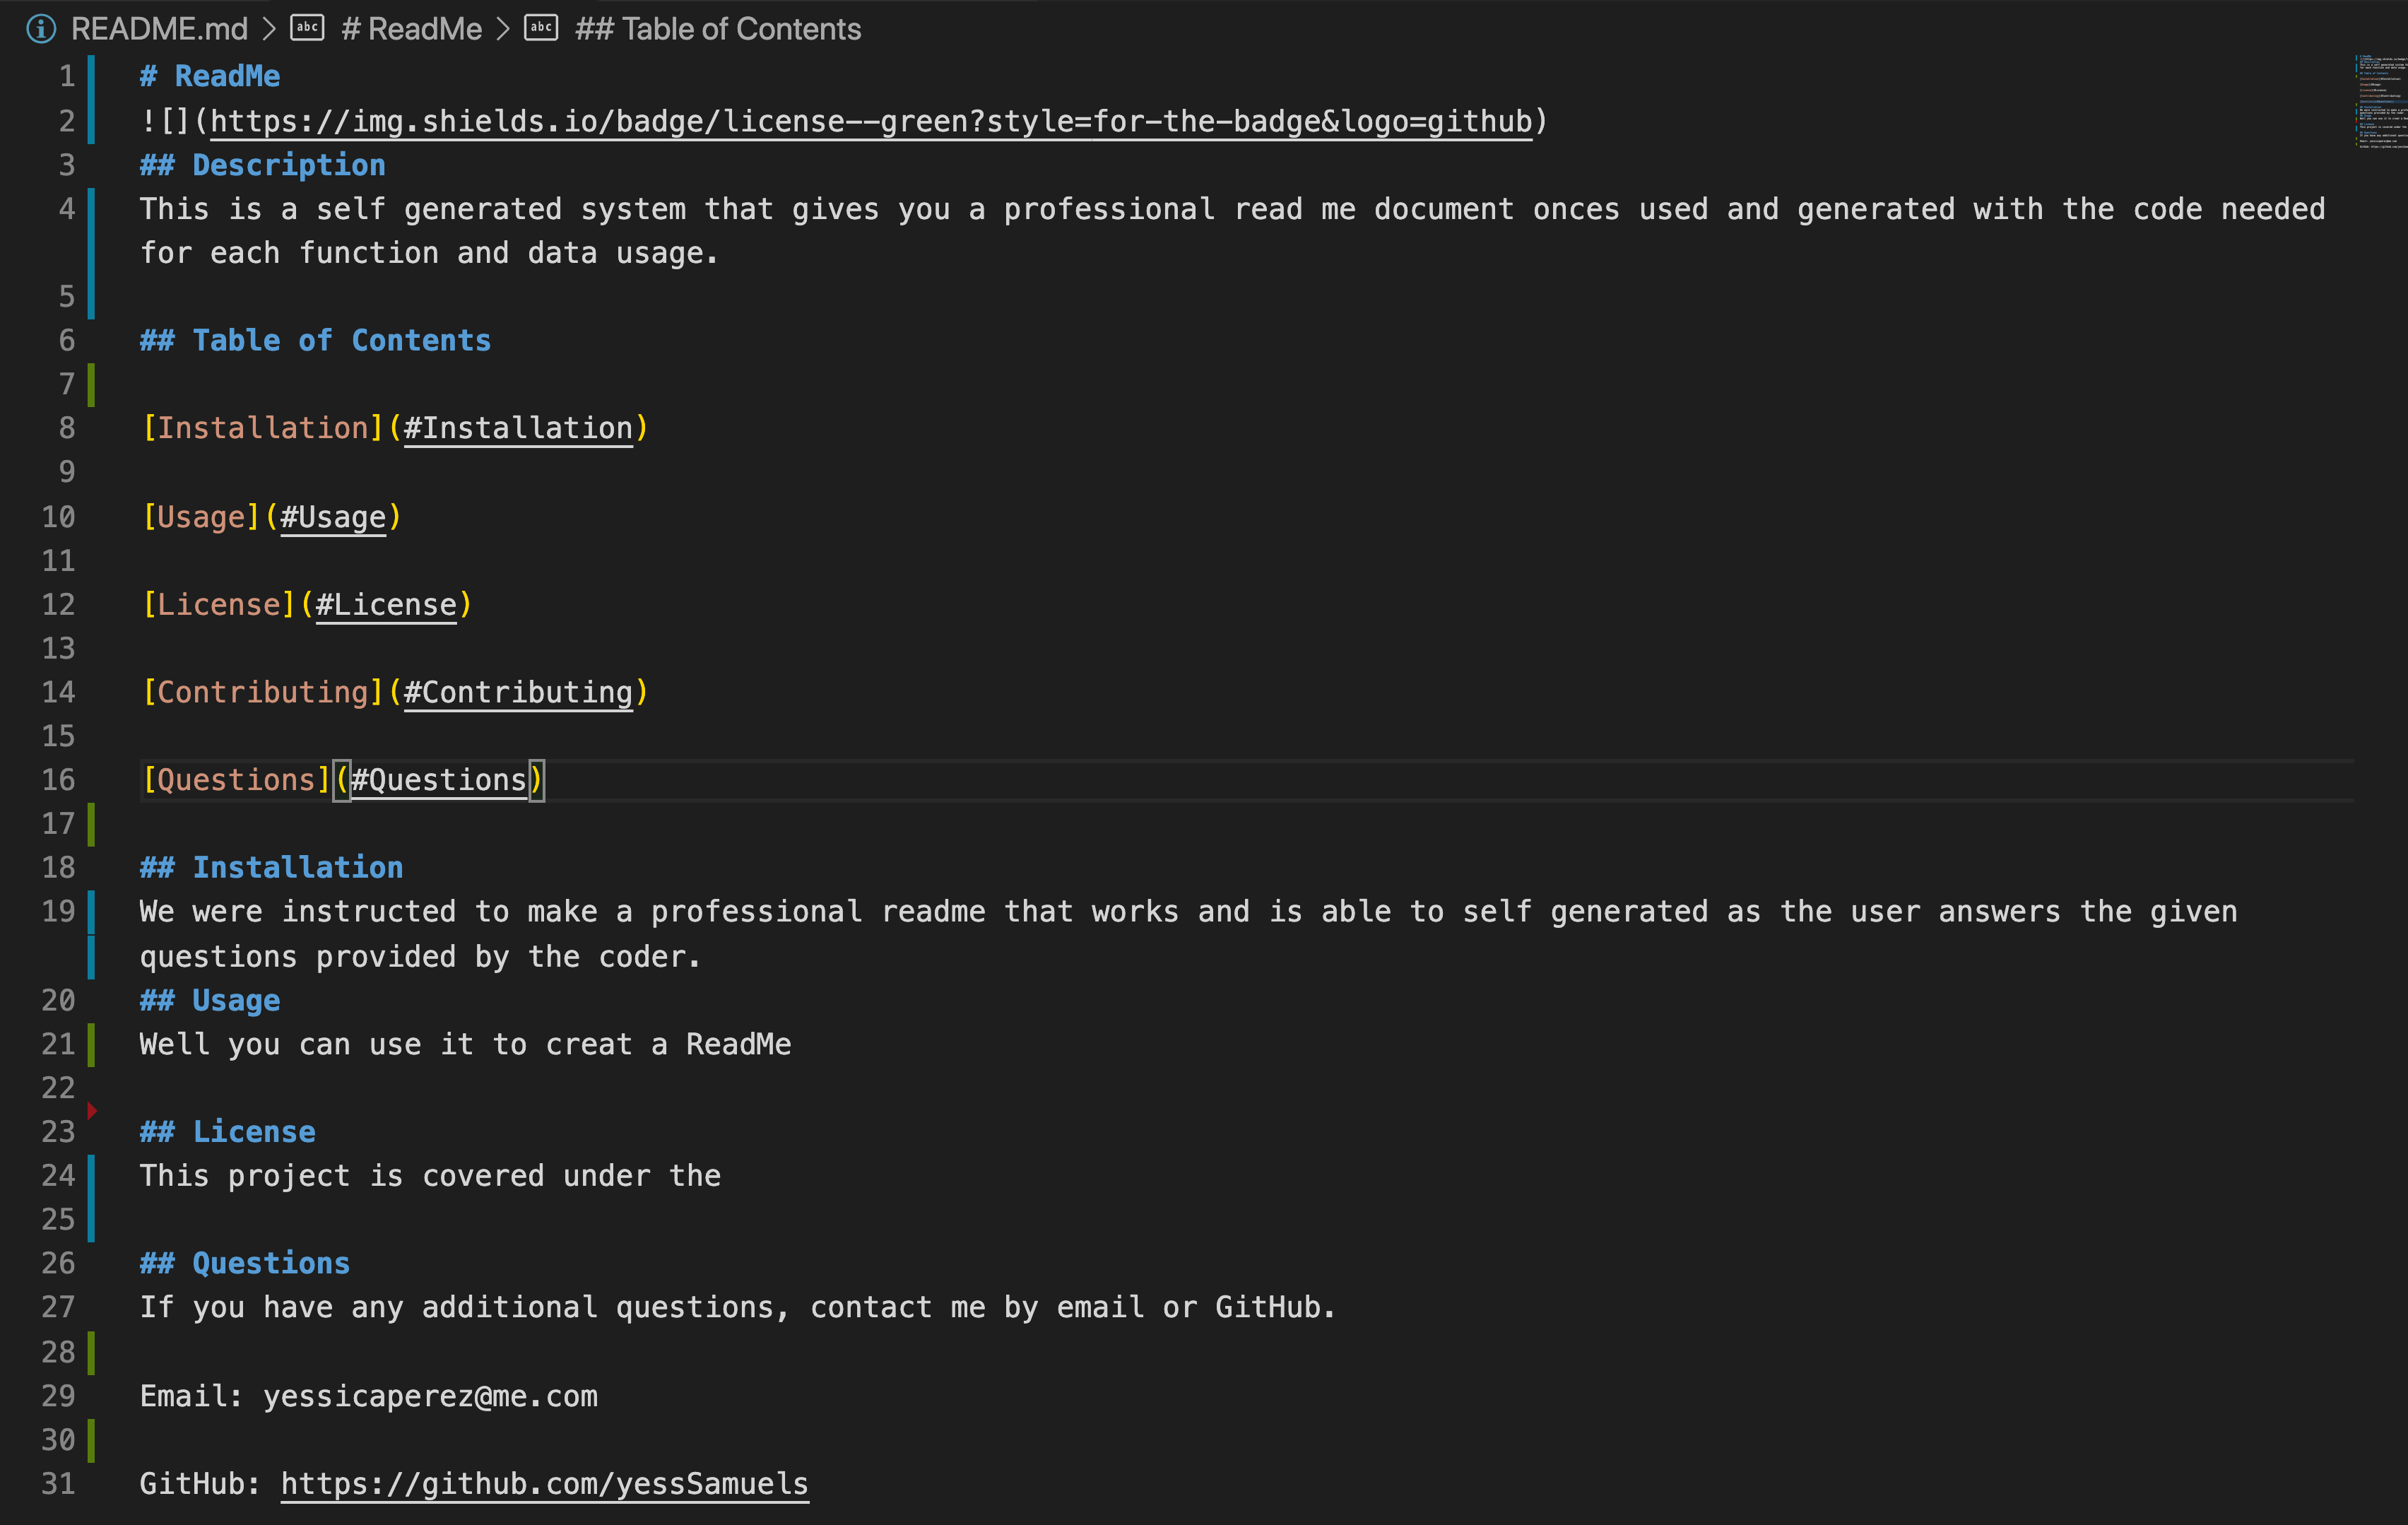 README.md > # ReadMe > ## Table of Contents
1 # ReadMe
2 ![](https://img.shields.io/badge/license--green?style=for-the-badge&logo=github)
3 ## Description
4 This is a self generated system that gives you a professional read me document onces used and generated with the code needed
for each function and data usage.
5
6 ## Table of Contents
7
8 [Installation](#Installation)
9
10 [Usage](#Usage)
11
12 [License](#License)
13
14 [Contributing](#Contributing)
15
16 [Questions](#Questions)
17
18 ## Installation
19 We were instructed to make a professional readme that works and is able to self generated as the user answers the given
questions provided by the coder.
20 ## Usage
21 Well you can use it to creat a ReadMe
22
23 ## License
24 This project is covered under the
25
26 ## Questions
27 If you have any additional questions, contact me by email or GitHub.
28
29 Email: yessicaperez@me.com
30
31 GitHub: https://github.com/yessSamuels